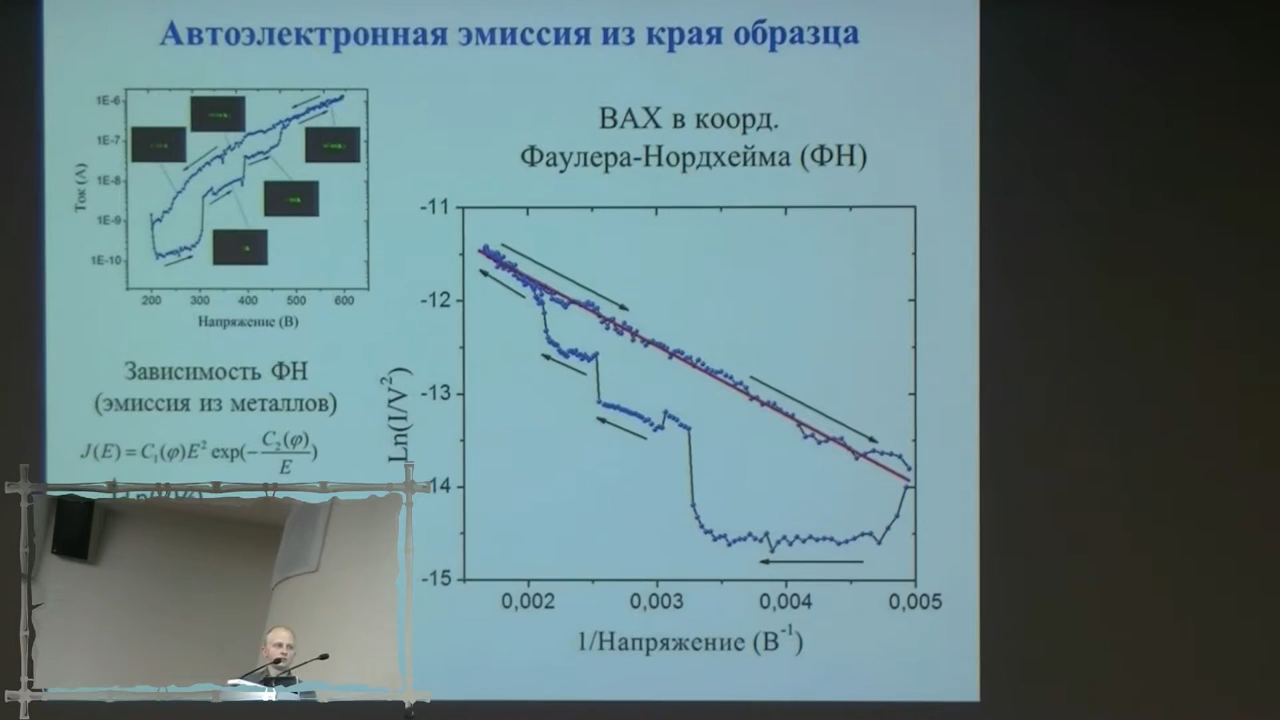 Автоэлектронная эмиссия из края образца
1E-6
1E-7
1E-8
1E-9
1E-10
Ток (А)
200 300 400 500 600
Напряжение (В)
Зависимость ФН
(эмиссия из металлов)
J(E) = C₁(φ)E² exp(-C₂(φ)/E)
ВАХ в коорд.
Фаулера-Нордхейма (ФН)
-11
-12
-13
-14
-15
Ln(I/V²)
0,002 0,003 0,004 0,005
1/Напряжение (В⁻¹)